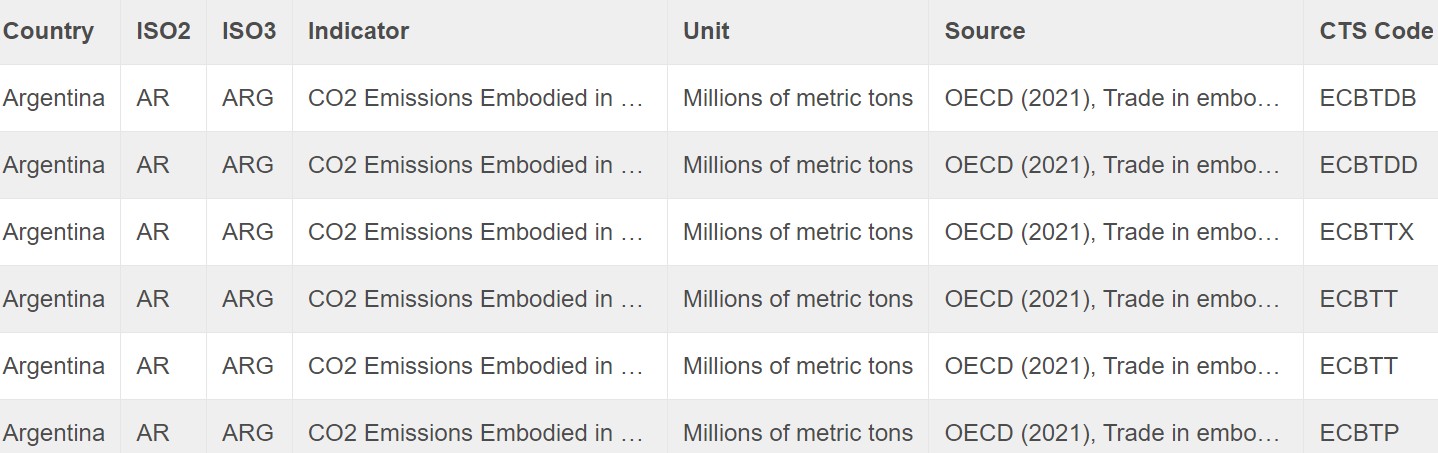 Country ISO2 ISO3 Indicator Unit Source CTS Code
Argentina AR ARG CO2 Emissions Embodied in … Millions of metric tons OECD (2021), Trade in embo… ECBTDB
Argentina AR ARG CO2 Emissions Embodied in … Millions of metric tons OECD (2021), Trade in embo… ECBTDD
Argentina AR ARG CO2 Emissions Embodied in … Millions of metric tons OECD (2021), Trade in embo… ECBTTX
Argentina AR ARG CO2 Emissions Embodied in … Millions of metric tons OECD (2021), Trade in embo… ECBTT
Argentina AR ARG CO2 Emissions Embodied in … Millions of metric tons OECD (2021), Trade in embo… ECBTT
Argentina AR ARG CO2 Emissions Embodied in … Millions of metric tons OECD (2021), Trade in embo… ECBTP